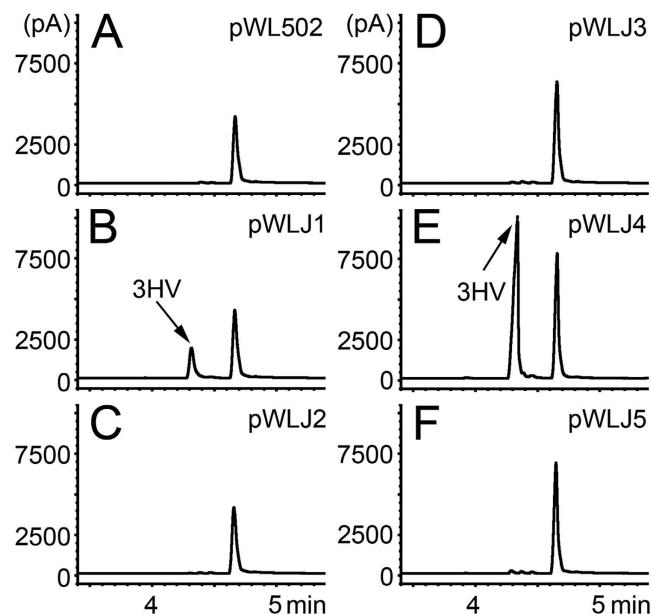 (pA) A pWL502 (pA) D pWLJ3
7500 7500
2500 2500
0 0
B pWLJ1 E pWLJ4
7500 3HV 7500 3HV
2500 2500
0 0
C pWLJ2 F pWLJ5
7500 7500
2500 2500
0 0
4 5 min 4 5 min